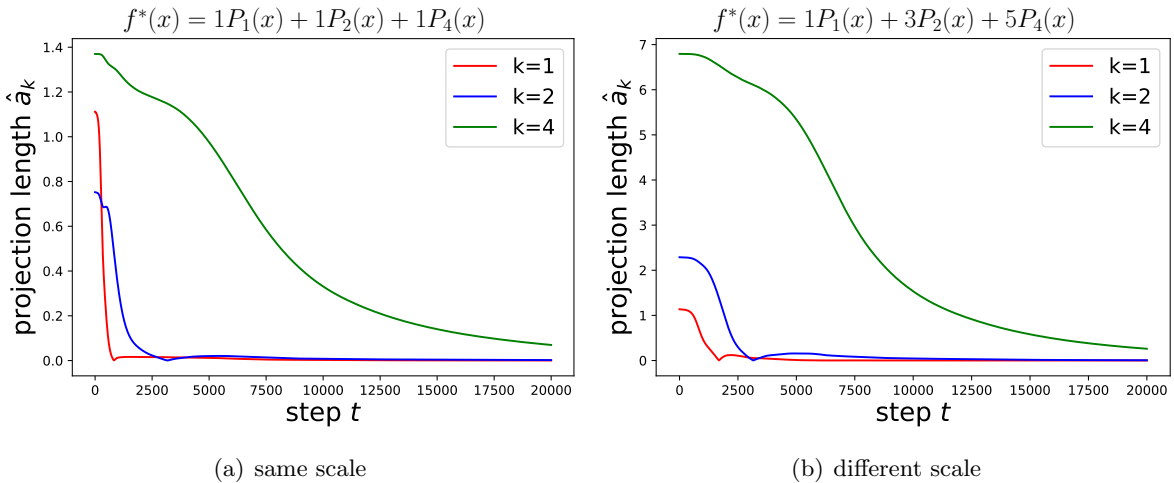 f*(x) = 1P₁(x) + 1P₂(x) + 1P₄(x)
projection length âₖ
1.4
1.2
1.0
0.8
0.6
0.4
0.2
0.0
k=1
k=2
k=4
0 2500 5000 7500 10000 12500 15000 17500 20000
step t
(a) same scale
f*(x) = 1P₁(x) + 3P₂(x) + 5P₄(x)
projection length âₖ
7
6
5
4
3
2
1
0
k=1
k=2
k=4
0 2500 5000 7500 10000 12500 15000 17500 20000
step t
(b) different scale